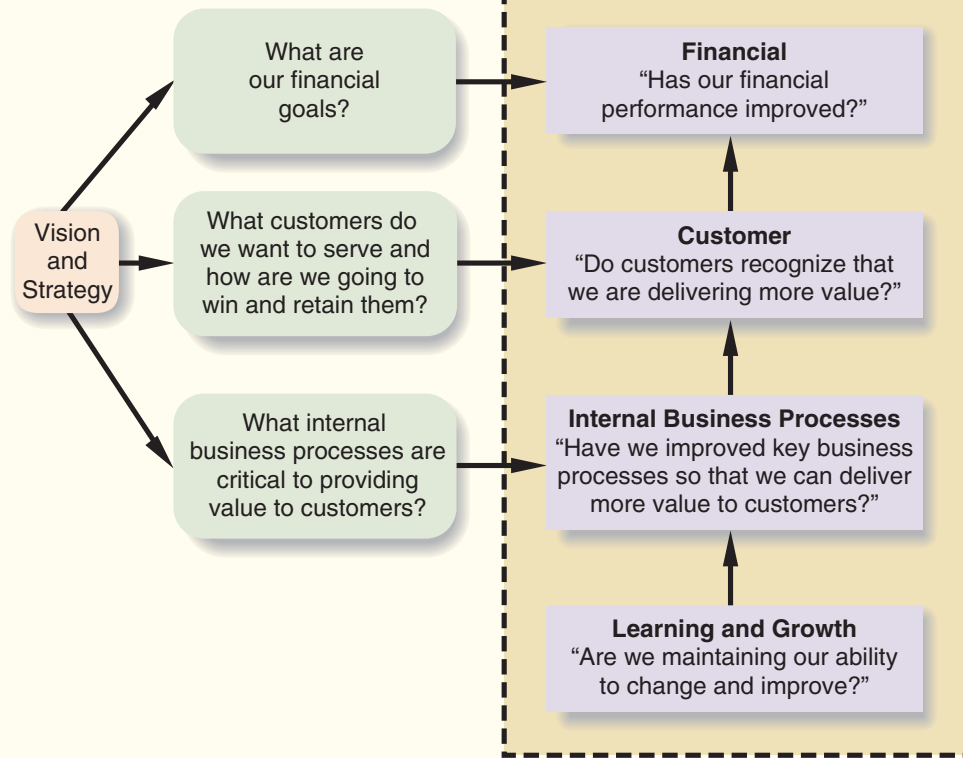 Vision
and
Strategy
What are
our financial
goals?
What customers do
we want to serve and
how are we going to
win and retain them?
What internal
business processes are
critical to providing
value to customers?
Financial
“Has our financial
performance improved?”
Customer
“Do customers recognize that
we are delivering more value?”
Internal Business Processes
“Have we improved key business
processes so that we can deliver
more value to customers?”
Learning and Growth
“Are we maintaining our ability
to change and improve?”